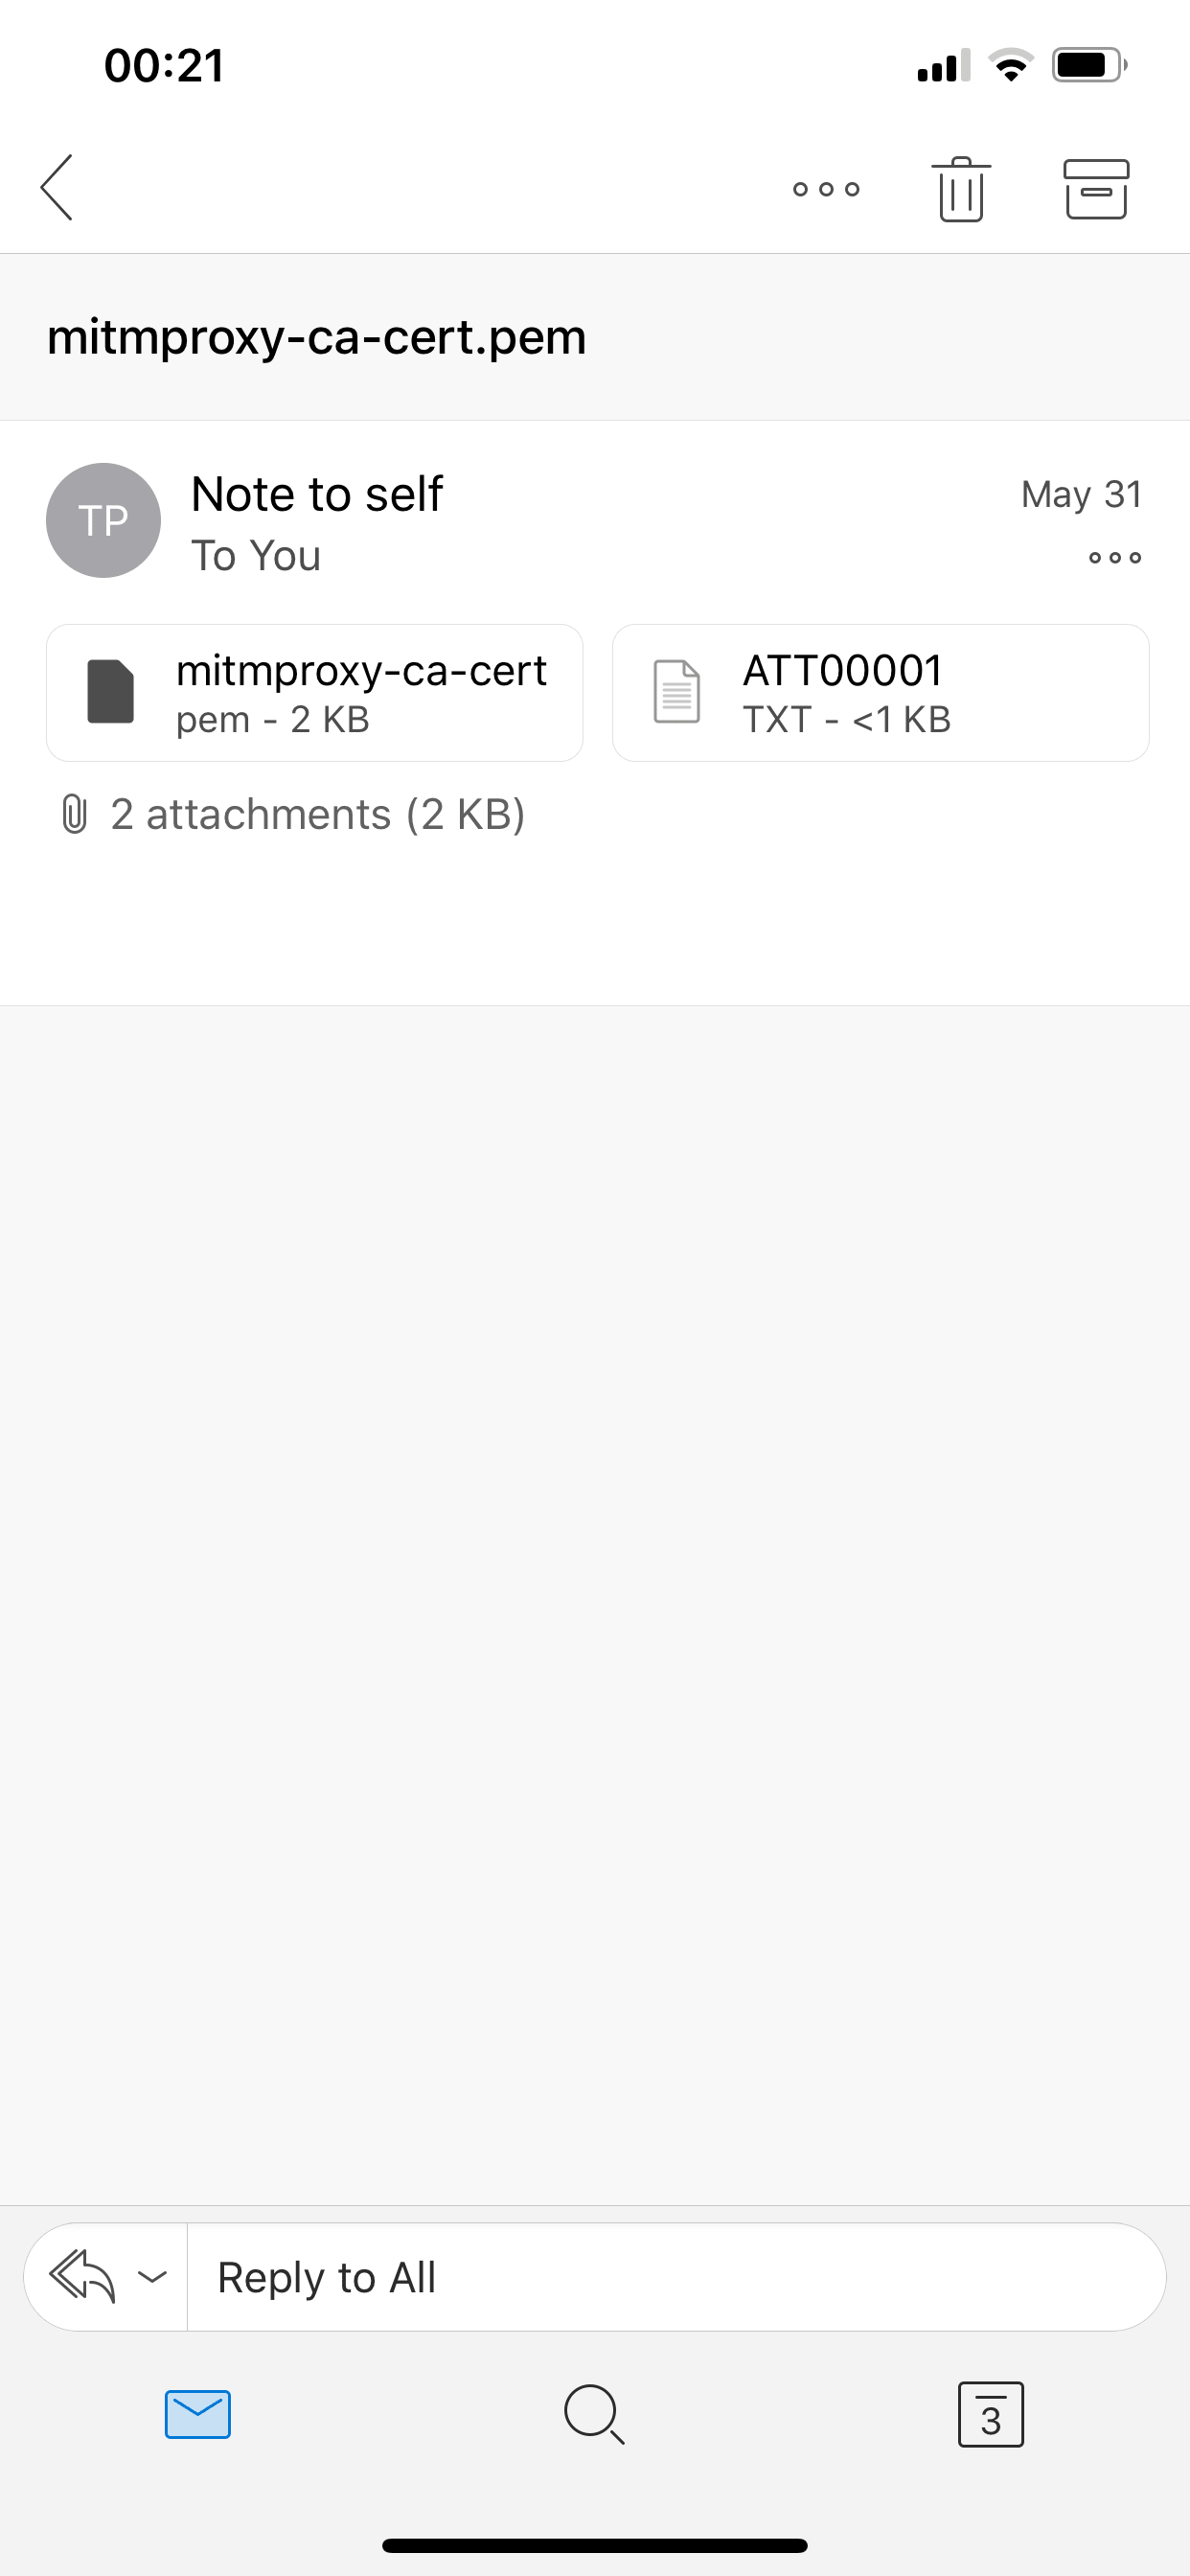 00:21
mitmproxy-ca-cert.pem
TP
Note to self
May 31
To You
mitmproxy-ca-cert
pem - 2 KB
ATT00001
TXT - <1 KB
2 attachments (2 KB)
Reply to All
3